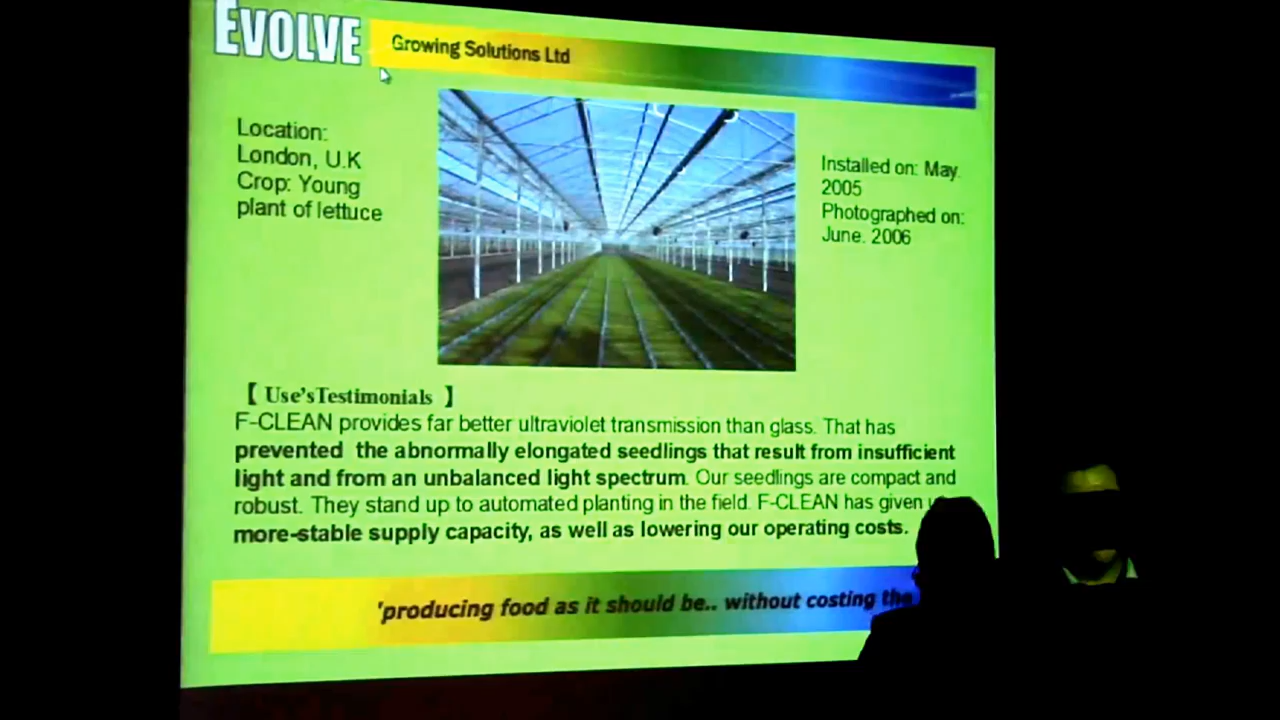 EVOLVE
Growing Solutions Ltd
Location:
London, U.K
Crop: Young
plant of lettuce
Installed on: May.
2005
Photographed on:
June. 2006
【 Use'sTestimonials 】
F-CLEAN provides far better ultraviolet transmission than glass. That has
prevented the abnormally elongated seedlings that result from insufficient
light and from an unbalanced light spectrum. Our seedlings are compact and
robust. They stand up to automated planting in the field. F-CLEAN has given
more-stable supply capacity, as well as lowering our operating costs.
'producing food as it should be.. without costing the